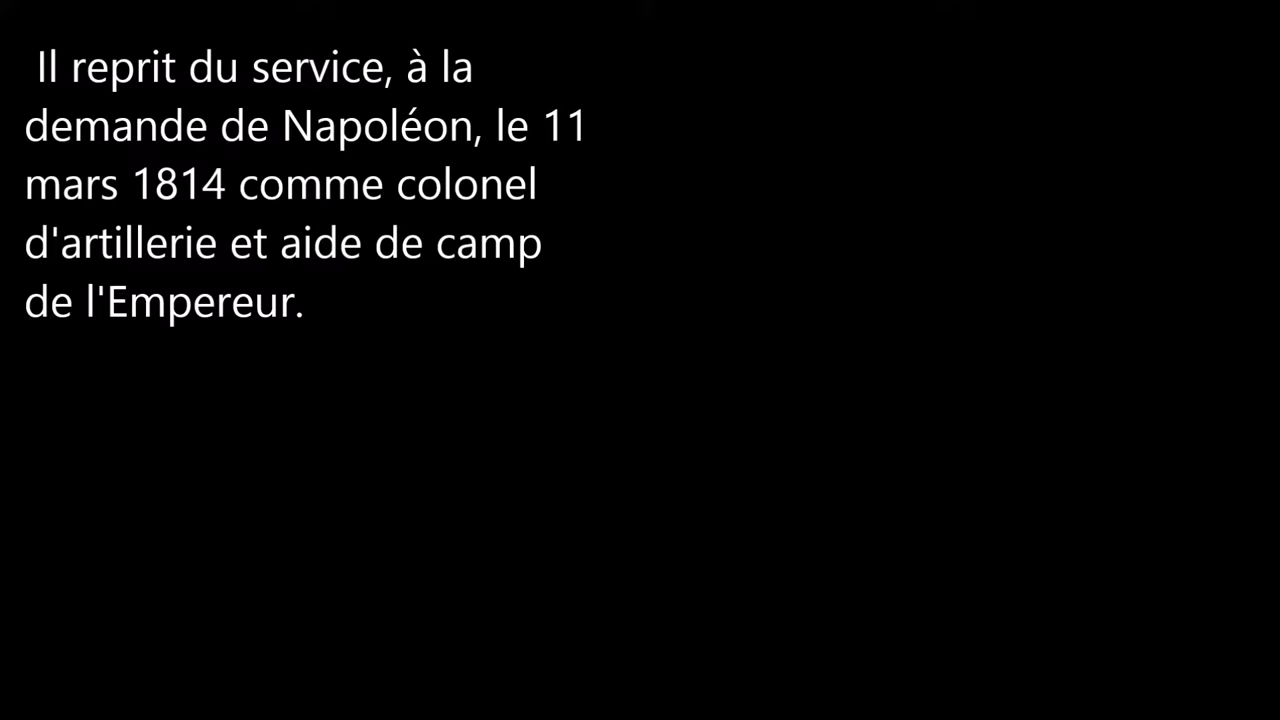 Il reprit du service, à la
demande de Napoléon, le 11
mars 1814 comme colonel
d'artillerie et aide de camp
de l'Empereur.